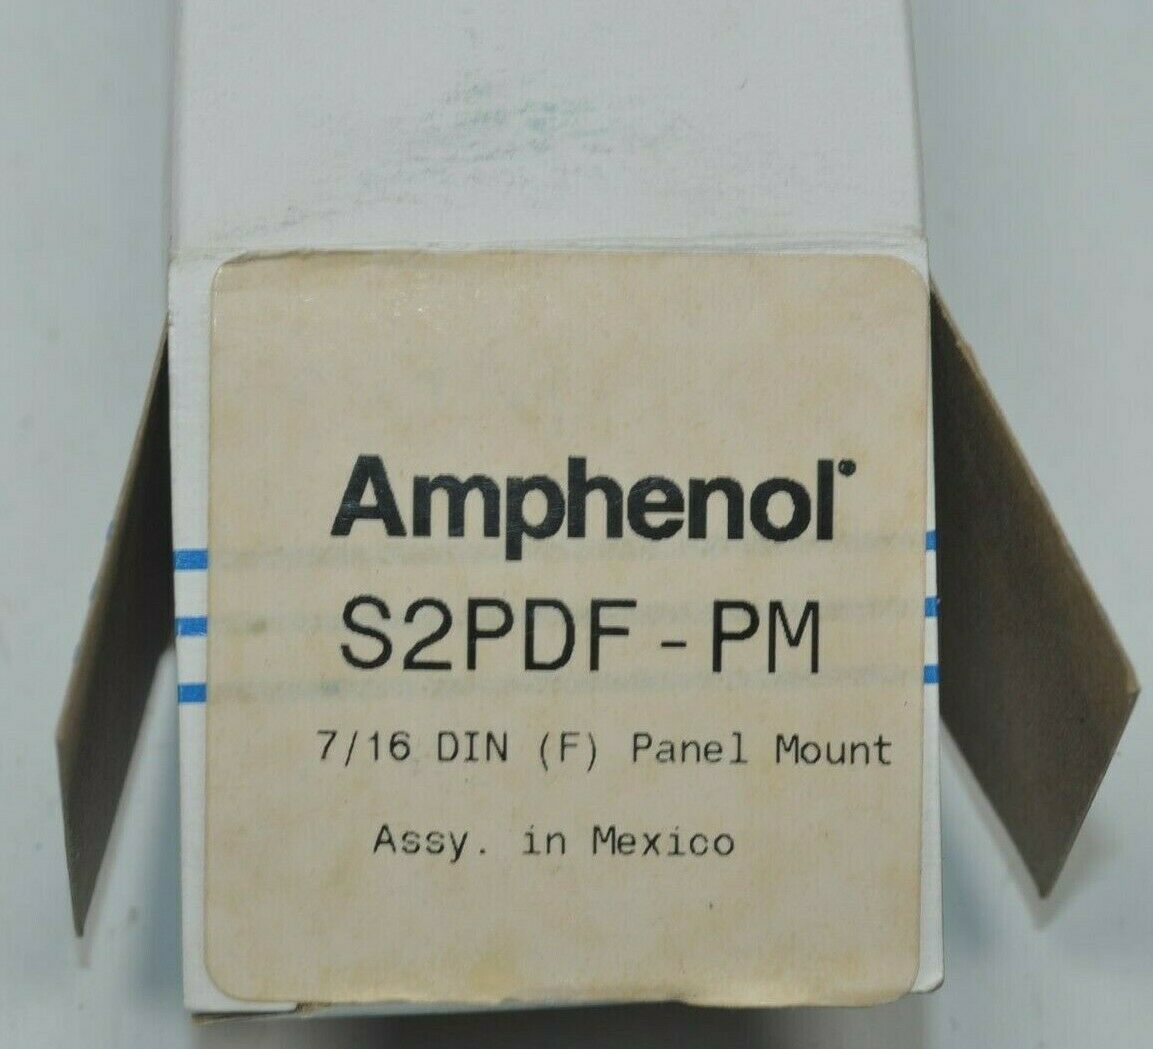 Amphenol®
S2PDF-PM
7/16 DIN (F) Panel Mount
Assy. in Mexico